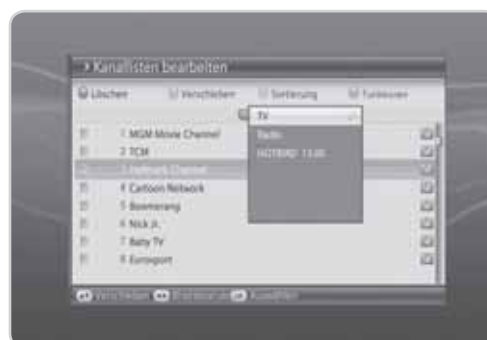 Kanallisten bearbeiten
Löschen Verschieben Sortierung Funktionen
TV
Radio
HOTBIRD 13.0E
1 MGM Movie Channel
2 TCM
3 Hallmark Channel
4 Cartoon Network
5 Boomerang
6 Nick Jr.
7 Baby TV
8 Eurosport
Verschieben Auswählen